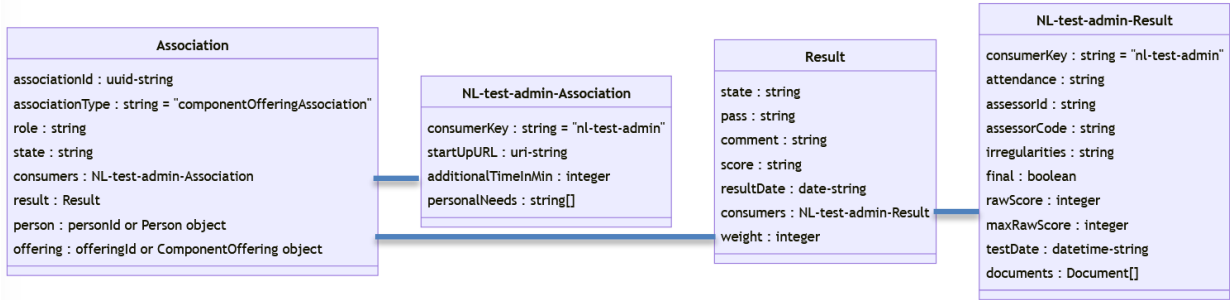 Association
associationId : uuid-string
associationType : string = "componentOfferingAssociation"
role : string
state : string
consumers : NL-test-admin-Association
result : Result
person : personId or Person object
offering : offeringId or ComponentOffering object
NL-test-admin-Association
consumerKey : string = "nl-test-admin"
startUpURL : uri-string
additionalTimeInMin : integer
personalNeeds : string[]
Result
state : string
pass : string
comment : string
score : string
resultDate : date-string
consumers : NL-test-admin-Result
weight : integer
NL-test-admin-Result
consumerKey : string = "nl-test-admin"
attendance : string
assessorId : string
assessorCode : string
irregularities : string
final : boolean
rawScore : integer
maxRawScore : integer
testDate : datetime-string
documents : Document[]